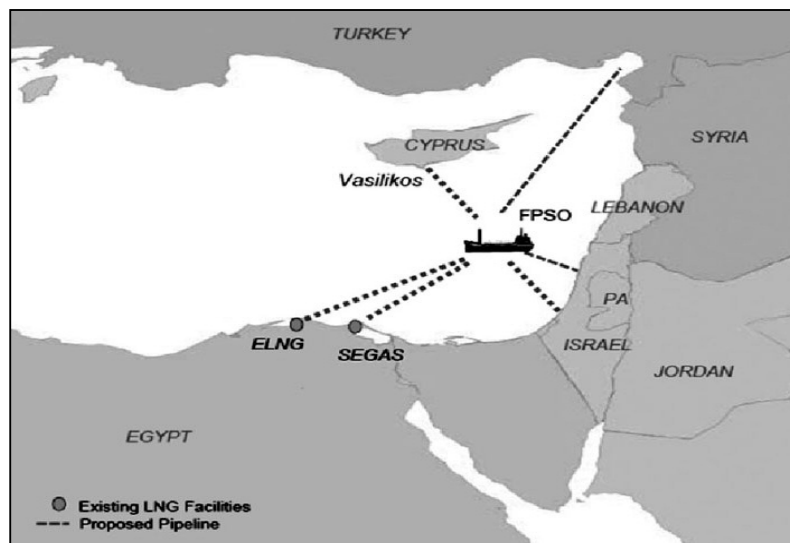 TURKEY
CYPRUS
SYRIA
Vasilikos
FPSO
LEBANON
PA
ELNG
SEGAS
ISRAEL
JORDAN
EGYPT
Existing LNG Facilities
Proposed Pipeline